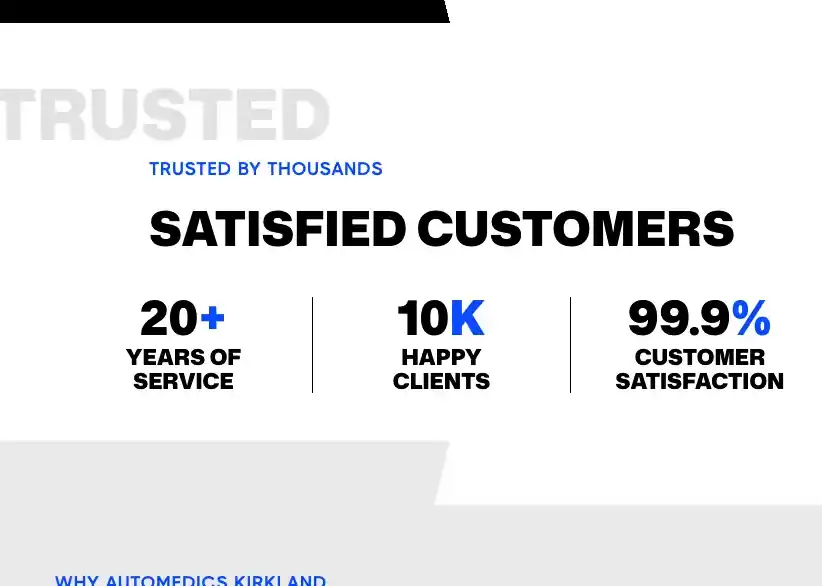 TRUSTED
TRUSTED BY THOUSANDS
SATISFIED CUSTOMERS
20+
YEARS OF
SERVICE
10K
HAPPY
CLIENTS
99.9%
CUSTOMER
SATISFACTION
WHY AUTOMEDICS KIRKLAND